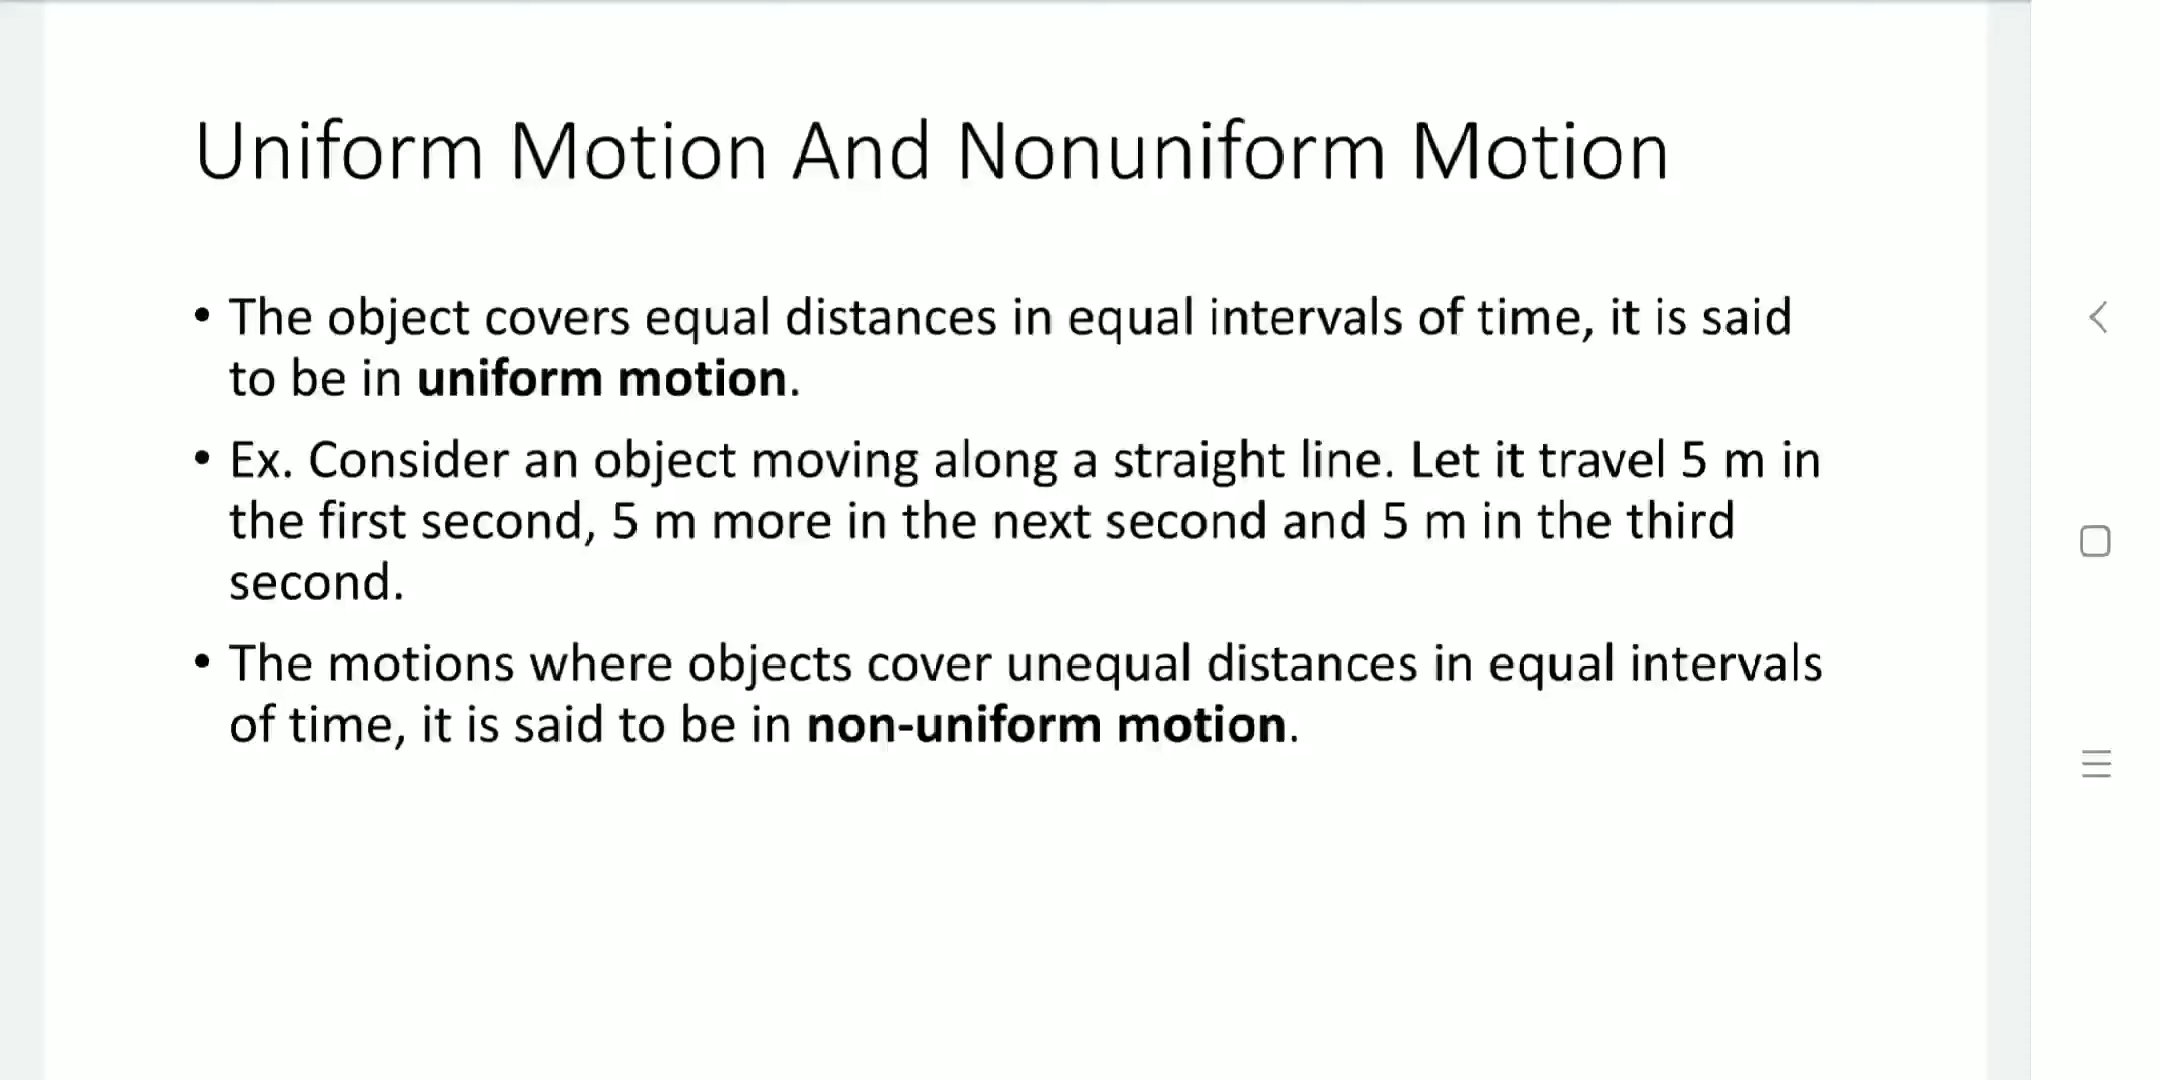 Uniform Motion And Nonuniform Motion
• The object covers equal distances in equal intervals of time, it is said
to be in uniform motion.
• Ex. Consider an object moving along a straight line. Let it travel 5 m in
the first second, 5 m more in the next second and 5 m in the third
second.
• The motions where objects cover unequal distances in equal intervals
of time, it is said to be in non-uniform motion.